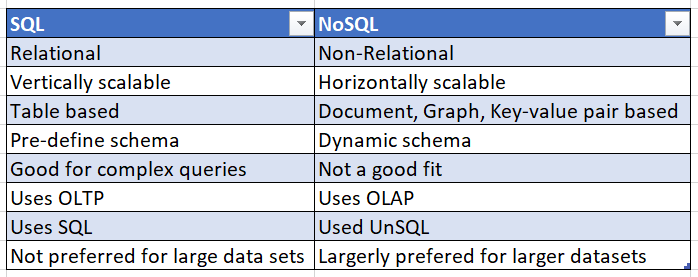 SQL NoSQL
Relational Non-Relational
Vertically scalable Horizontally scalable
Table based Document, Graph, Key-value pair based
Pre-define schema Dynamic schema
Good for complex queries Not a good fit
Uses OLTP Uses OLAP
Uses SQL Used UnSQL
Not preferred for large data sets Largerly prefered for larger datasets